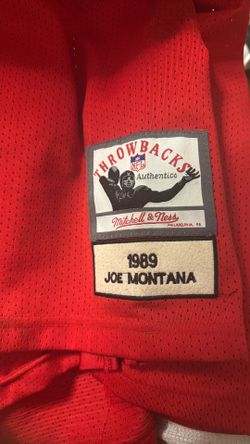 THROWBACKS
NFL
Authentics
Mitchell & Ness
PHILADELPHIA, PA
1989
JOE MONTANA